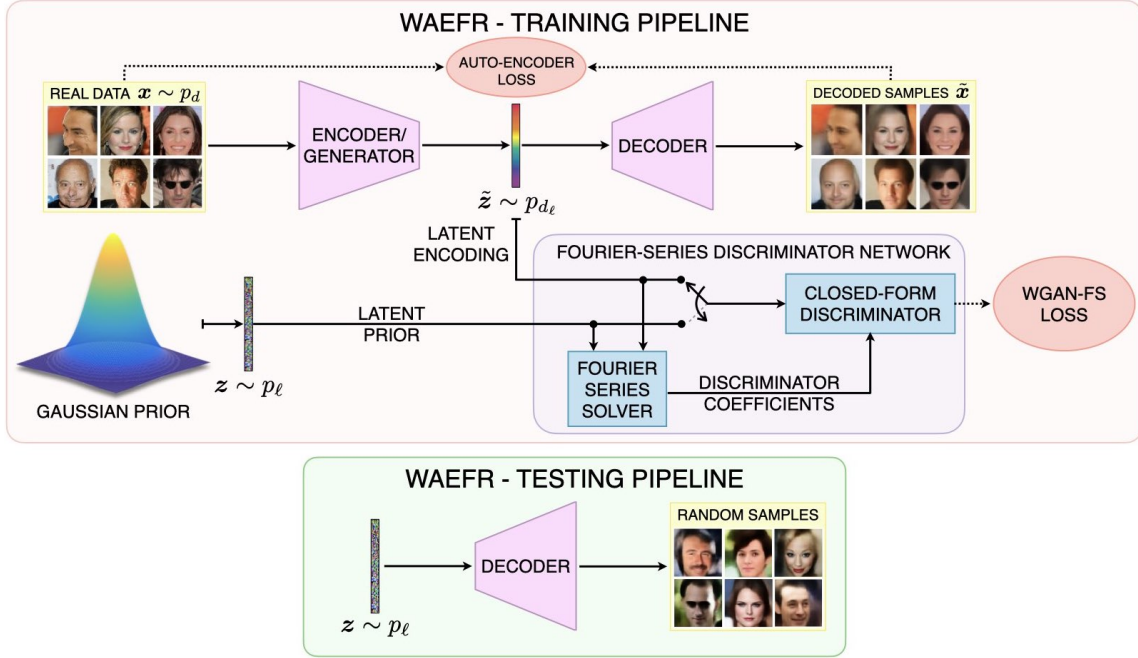 WAEFR - TRAINING PIPELINE
AUTO-ENCODER
LOSS
REAL DATA 𝒙 ∼ p_d
DECODED SAMPLES x̃
ENCODER/
GENERATOR
DECODER
z̃ ∼ p_{d_ℓ}
LATENT
ENCODING
FOURIER-SERIES DISCRIMINATOR NETWORK
CLOSED-FORM
DISCRIMINATOR
WGAN-FS
LOSS
LATENT
PRIOR
z ∼ p_ℓ
GAUSSIAN PRIOR
FOURIER
SERIES
SOLVER
DISCRIMINATOR
COEFFICIENTS
WAEFR - TESTING PIPELINE
RANDOM SAMPLES
DECODER
z ∼ p_ℓ